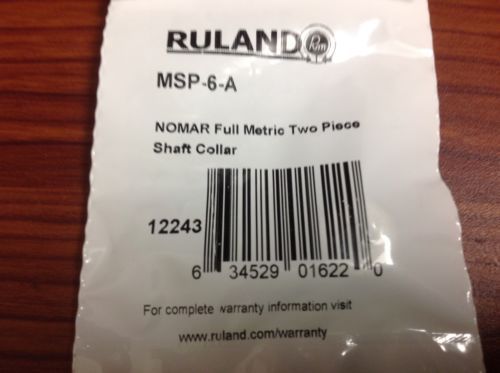 RULAND Rm
MSP-6-A
NOMAR Full Metric Two Piece
Shaft Collar
12243
6 34529 01622 0
For complete warranty information visit
www.ruland.com/warranty